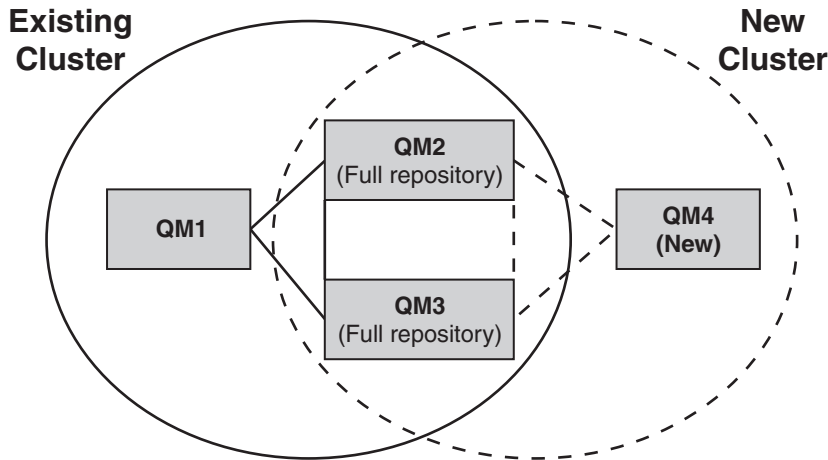 Existing
Cluster
New
Cluster
QM2
(Full repository)
QM1
QM4
(New)
QM3
(Full repository)